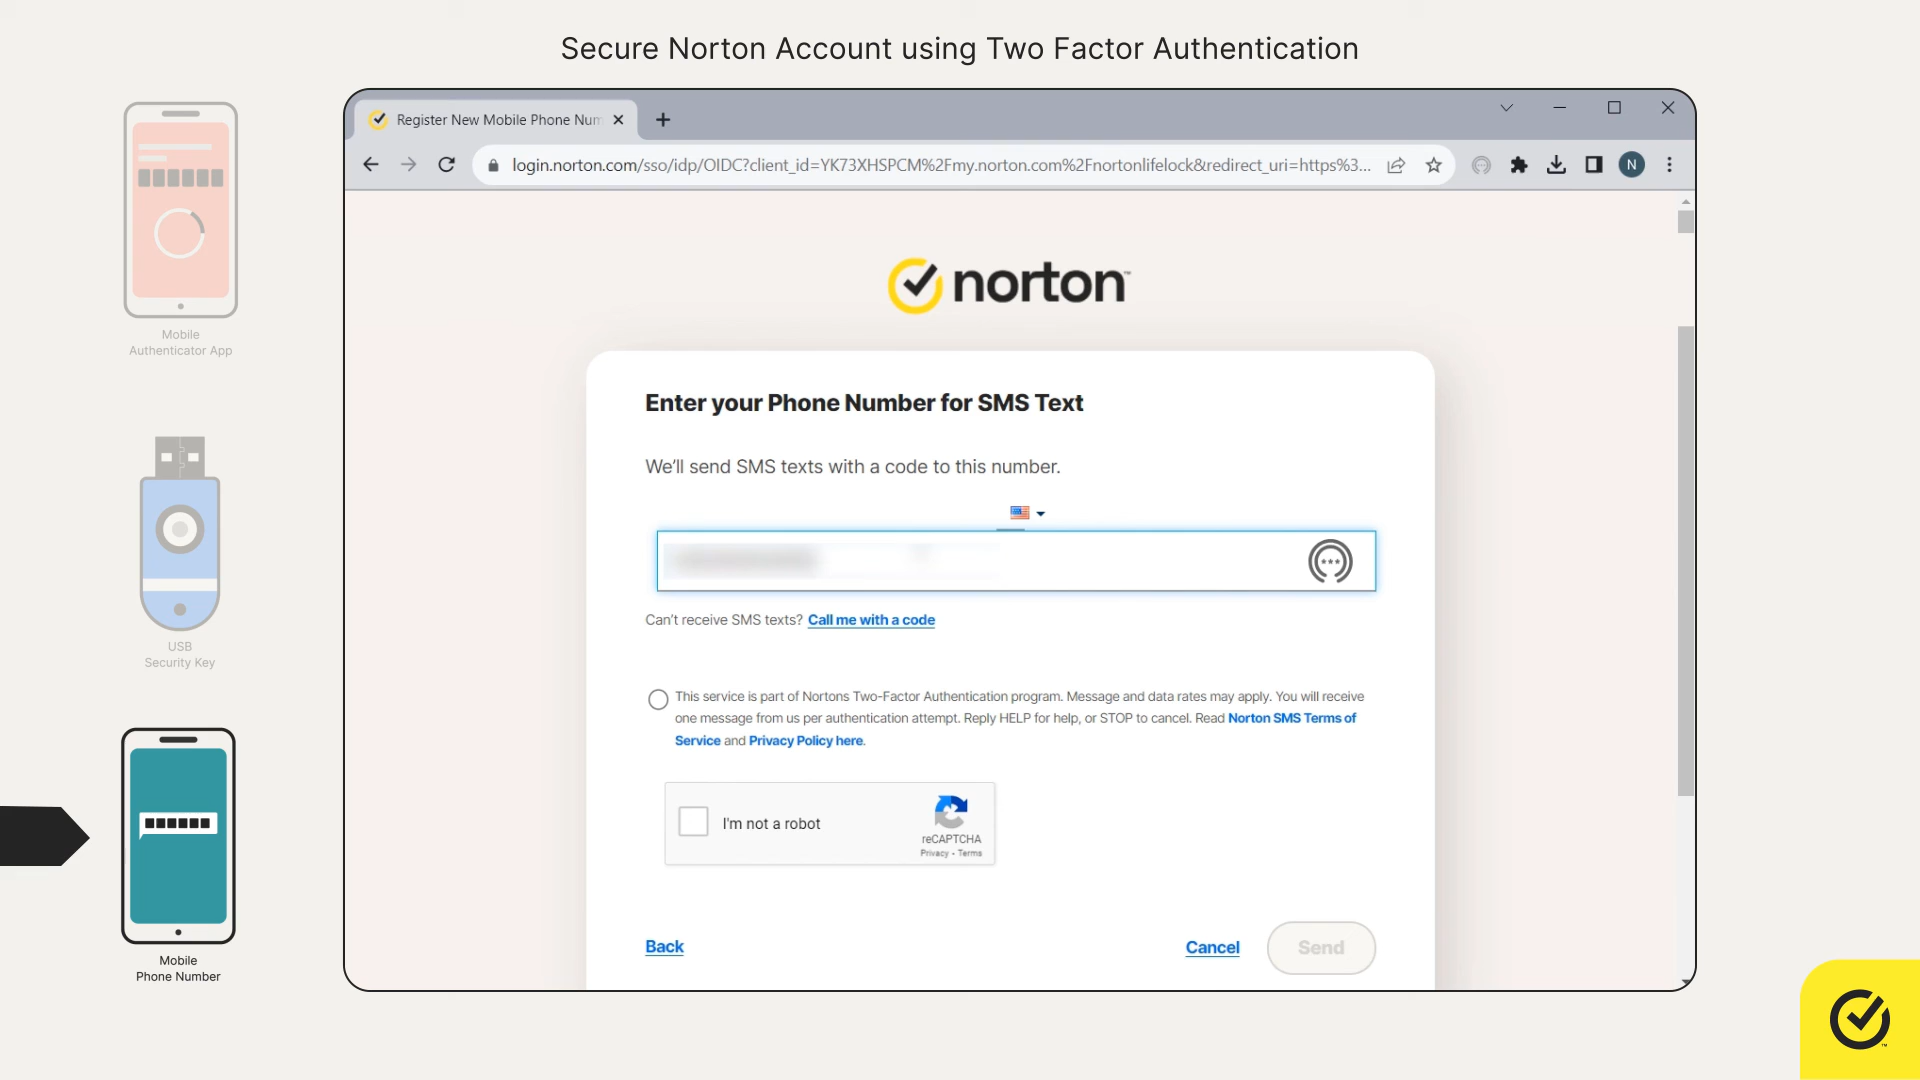 Secure Norton Account using Two Factor Authentication
Mobile
Authenticator App
USB
Security Key
Mobile
Phone Number
Register New Mobile Phone Num
login.norton.com/sso/idp/OIDC?client_id=YK73XHSPCM%2Fmy.norton.com%2Fnortonlifelock&redirect_uri=https%3...
N
norton™
Enter your Phone Number for SMS Text
We'll send SMS texts with a code to this number.
Can't receive SMS texts? Call me with a code
This service is part of Nortons Two-Factor Authentication program. Message and data rates may apply. You will receive
one message from us per authentication attempt. Reply HELP for help, or STOP to cancel. Read Norton SMS Terms of
Service and Privacy Policy here.
I'm not a robot
reCAPTCHA
Privacy - Terms
Back
Cancel
Send